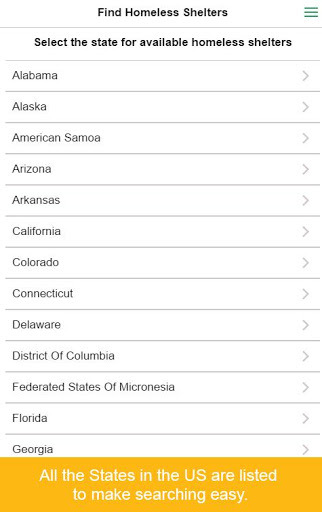 Find Homeless Shelters
Select the state for available homeless shelters
Alabama
Alaska
American Samoa
Arizona
Arkansas
California
Colorado
Connecticut
Delaware
District Of Columbia
Federated States Of Micronesia
Florida
Georgia
All the States in the US are listed
to make searching easy.